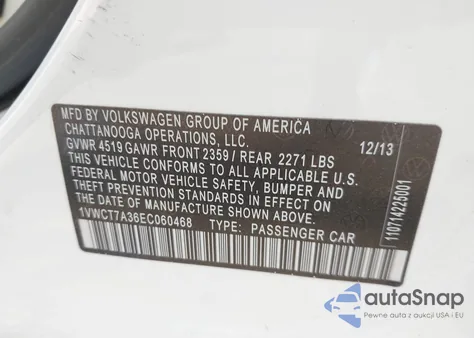 MFD BY VOLKSWAGEN GROUP OF AMERICA
CHATTANOOGA OPERATIONS, LLC. 12/13
GVWR 4519 GAWR FRONT 2359 / REAR 2271 LBS
THIS VEHICLE CONFORMS TO ALL APPLICABLE U.S.
FEDERAL MOTOR VEHICLE SAFETY, BUMPER AND
THEFT PREVENTION STANDARDS IN EFFECT ON
THE DATE OF MANUFACTURE SHOWN ABOVE.
1VWCT7A36EC060468 TYPE: PASSENGER CAR
110714225001
autoSnap
Pewne auta z USA i EU